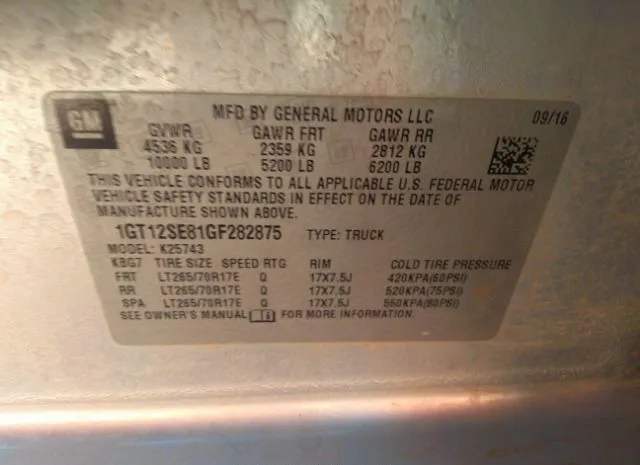 GM
MFD BY GENERAL MOTORS LLC 09/16
GVWR GAWR FRT GAWR RR
4536 KG 2359 KG 2812 KG
10000 LB 5200 LB 6200 LB
THIS VEHICLE CONFORMS TO ALL APPLICABLE U.S. FEDERAL MOTOR
VEHICLE SAFETY STANDARDS IN EFFECT ON THE DATE OF
MANUFACTURE SHOWN ABOVE.
1GT12SE81GF282875 TYPE: TRUCK
MODEL: K25743
KBG7 TIRE SIZE SPEED RTG RIM COLD TIRE PRESSURE
FRT LT265/70R17E Q 17X7.5J 420KPA(60PSI)
RR LT265/70R17E Q 17X7.5J 520KPA(75PSI)
SPA LT265/70R17E Q 17X7.5J 550KPA(80PSI)
SEE OWNER'S MANUAL FOR MORE INFORMATION.